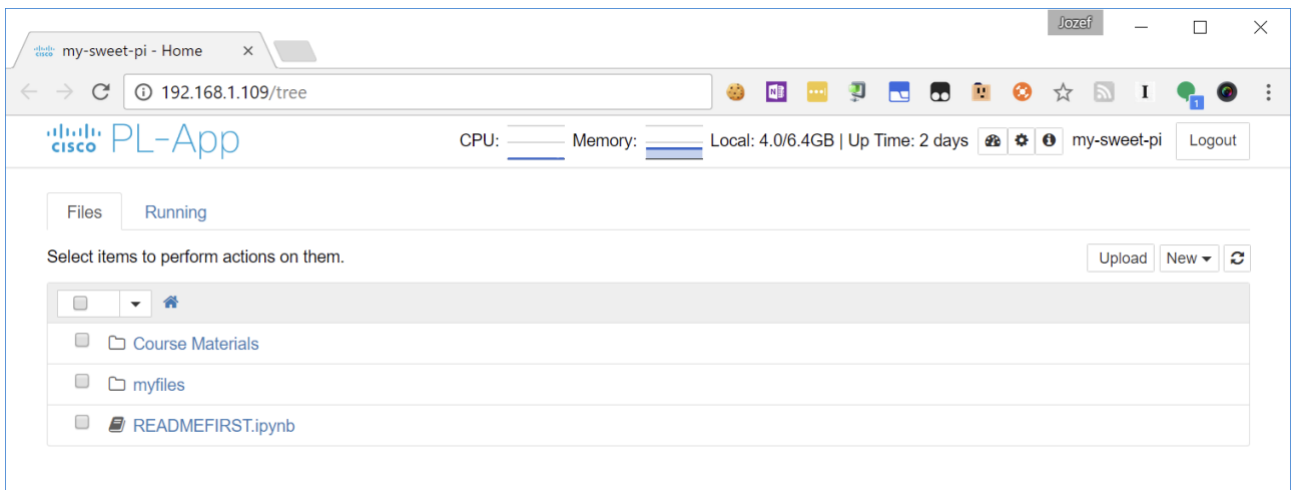 Jozef
my-sweet-pi - Home
192.168.1.109/tree
cisco PL-App CPU: Memory: Local: 4.0/6.4GB | Up Time: 2 days my-sweet-pi Logout
Files Running
Select items to perform actions on them. Upload New
Course Materials
myfiles
READMEFIRST.ipynb